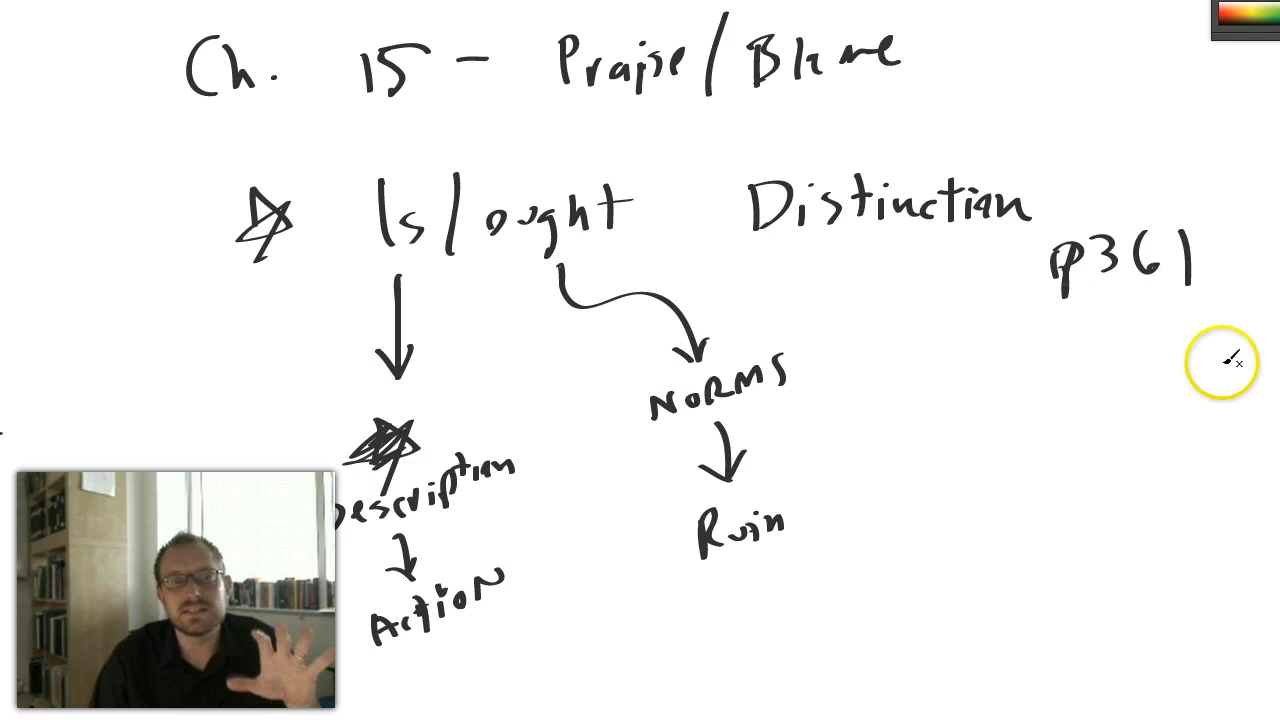 Ch. 15 - Praise/Blame
Is/ought Distinction
p361
NORMS
Description
Ruin
Action